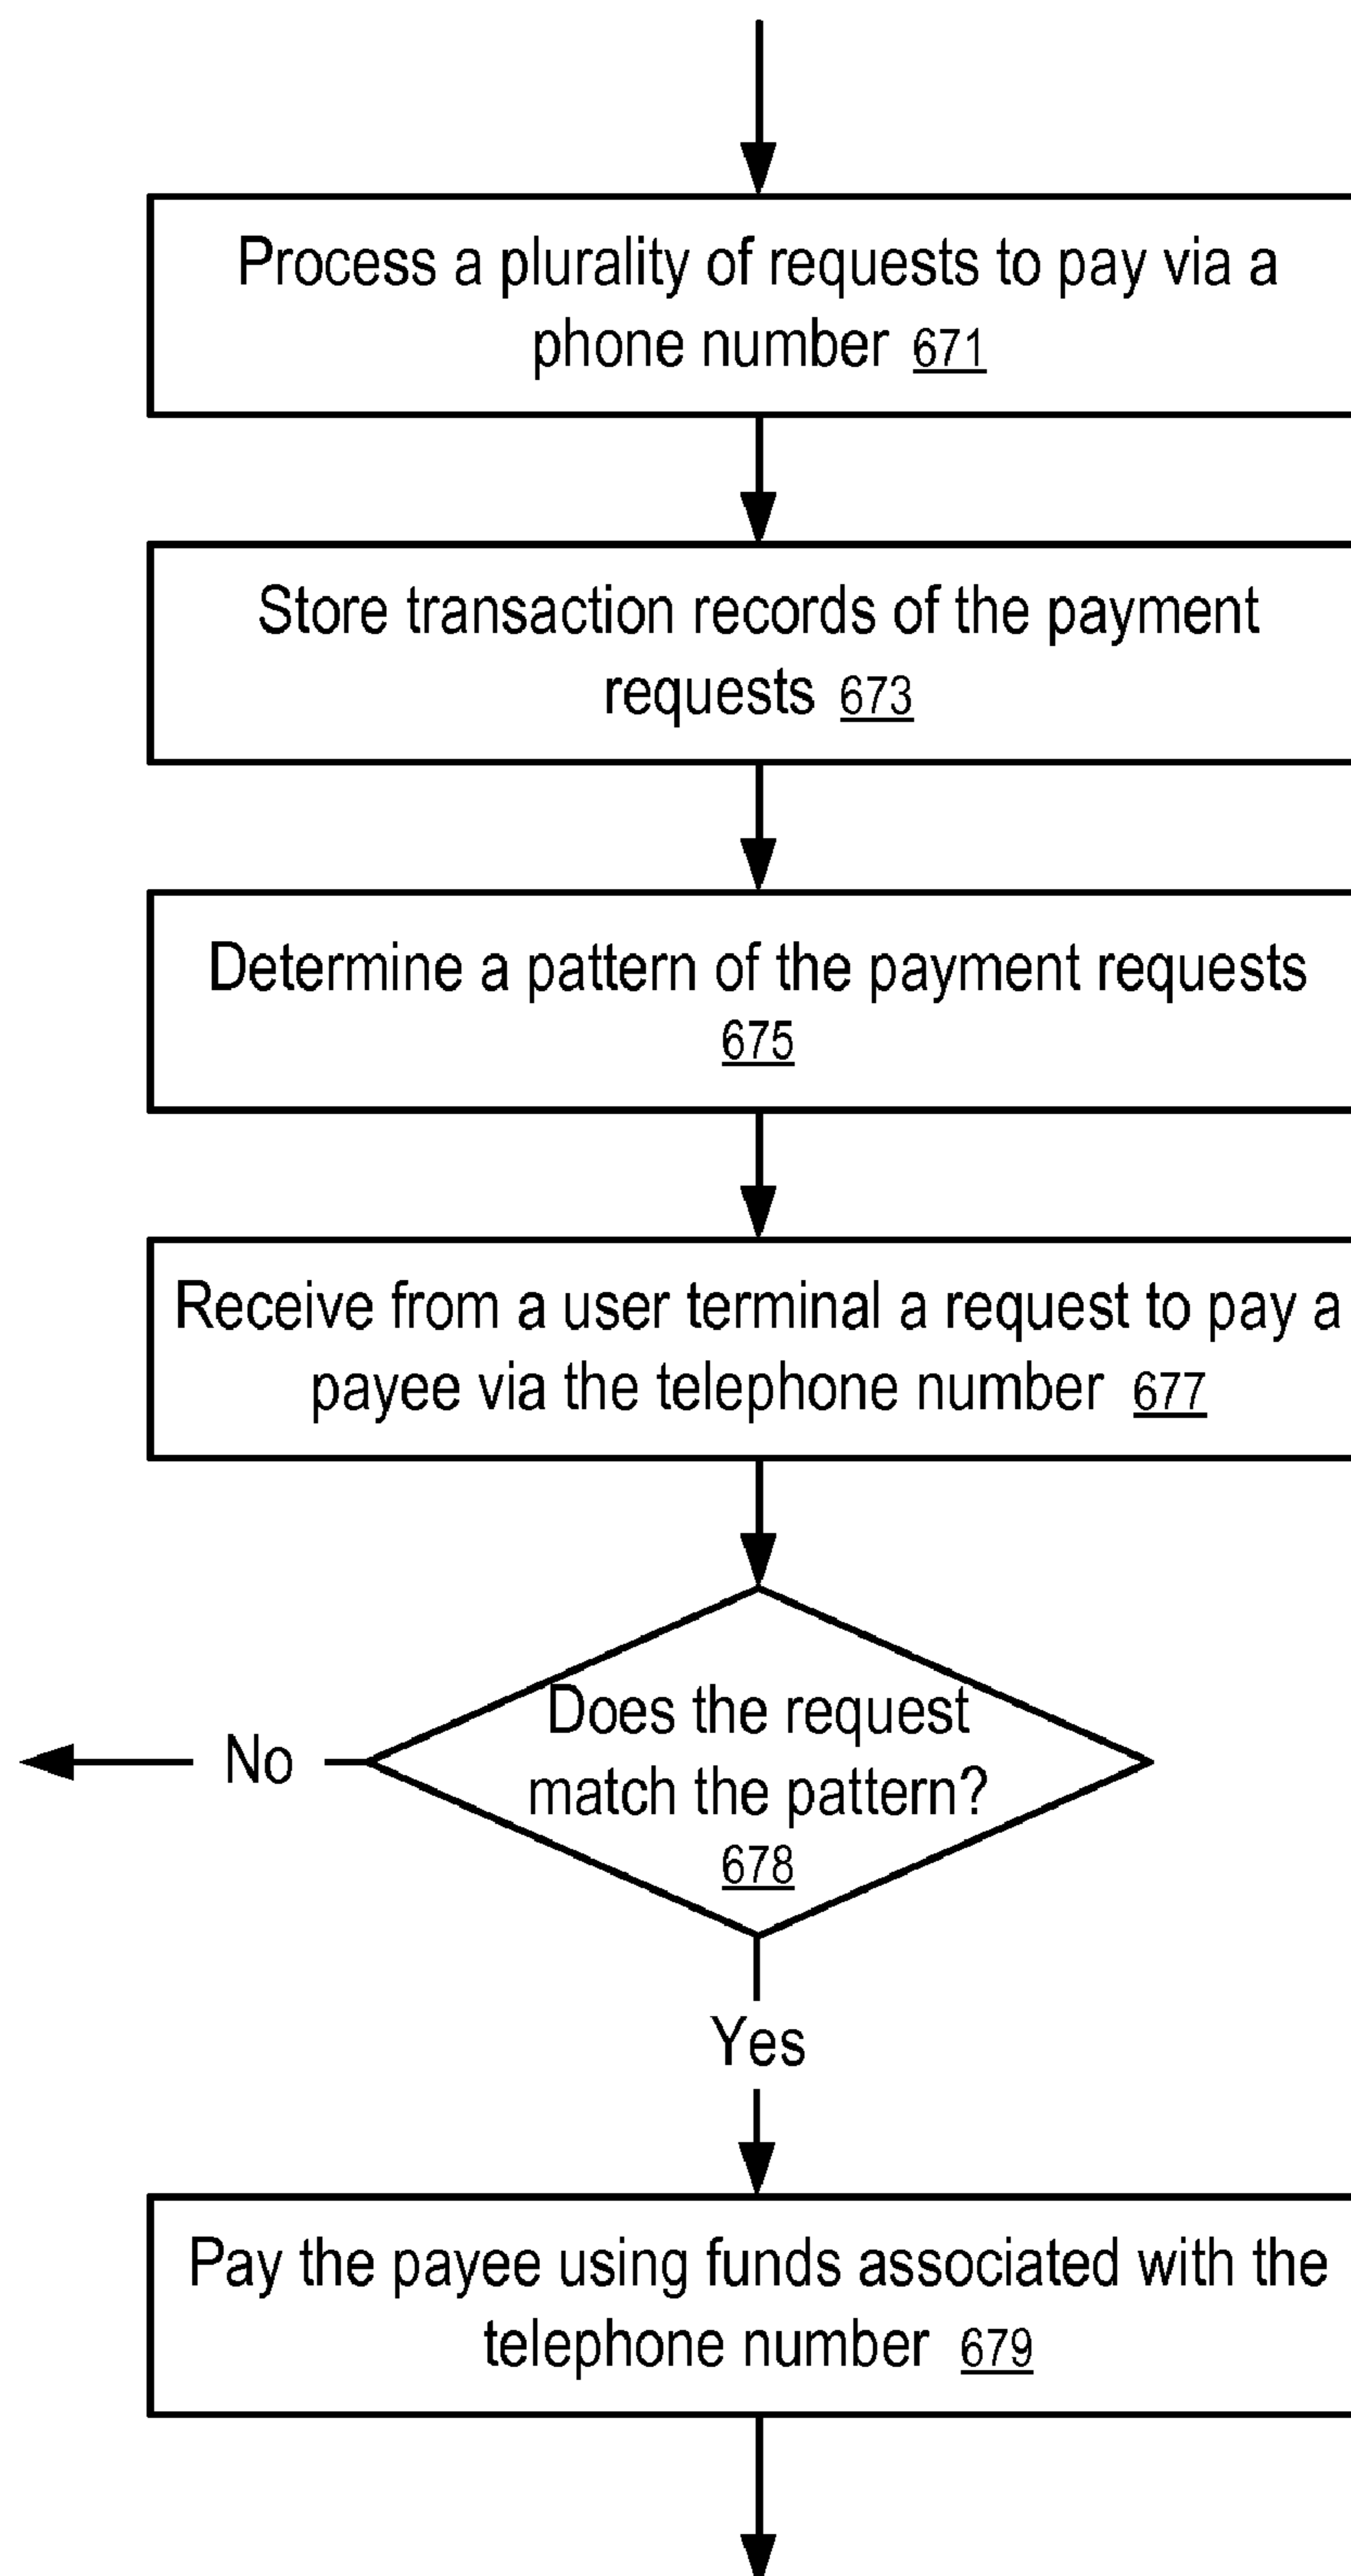 Process a plurality of requests to pay via a
phone number 671
Store transaction records of the payment
requests 673
Determine a pattern of the payment requests
675
Receive from a user terminal a request to pay a
payee via the telephone number 677
Does the request
match the pattern?
678
No
Yes
Pay the payee using funds associated with the
telephone number 679